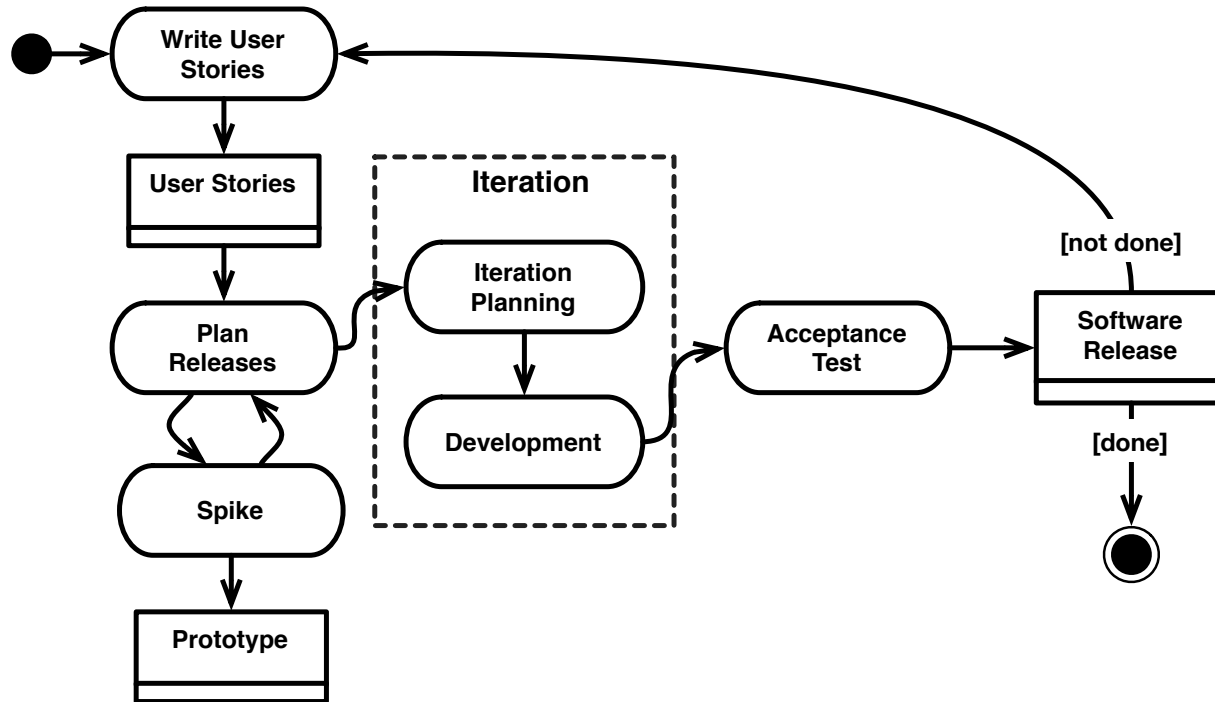 Write User
Stories
User Stories
Iteration
[not done]
Iteration
Planning
Plan
Releases
Acceptance
Test
Software
Release
Development
[done]
Spike
Prototype